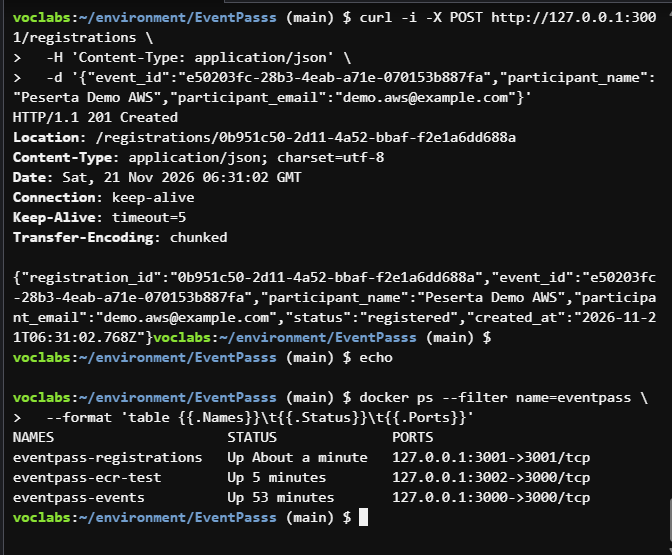 voclabs:~/environment/EventPasss (main) $ curl -i -X POST http://127.0.0.1:300
1/registrations \
>   -H 'Content-Type: application/json' \
>   -d '{"event_id":"e50203fc-28b3-4eab-a71e-070153b887fa","participant_name":
"Peserta Demo AWS","participant_email":"demo.aws@example.com"}'
HTTP/1.1 201 Created
Location: /registrations/0b951c50-2d11-4a52-bbaf-f2e1a6dd688a
Content-Type: application/json; charset=utf-8
Date: Sat, 21 Nov 2026 06:31:02 GMT
Connection: keep-alive
Keep-Alive: timeout=5
Transfer-Encoding: chunked

{"registration_id":"0b951c50-2d11-4a52-bbaf-f2e1a6dd688a","event_id":"e50203fc
-28b3-4eab-a71e-070153b887fa","participant_name":"Peserta Demo AWS","participa
nt_email":"demo.aws@example.com","status":"registered","created_at":"2026-11-2
1T06:31:02.768Z"}voclabs:~/environment/EventPasss (main) $
voclabs:~/environment/EventPasss (main) $ echo

voclabs:~/environment/EventPasss (main) $ docker ps --filter name=eventpass \
>   --format 'table {{.Names}}\t{{.Status}}\t{{.Ports}}'
NAMES                     STATUS              PORTS
eventpass-registrations   Up About a minute   127.0.0.1:3001->3001/tcp
eventpass-ecr-test        Up 5 minutes        127.0.0.1:3002->3000/tcp
eventpass-events          Up 53 minutes       127.0.0.1:3000->3000/tcp
voclabs:~/environment/EventPasss (main) $